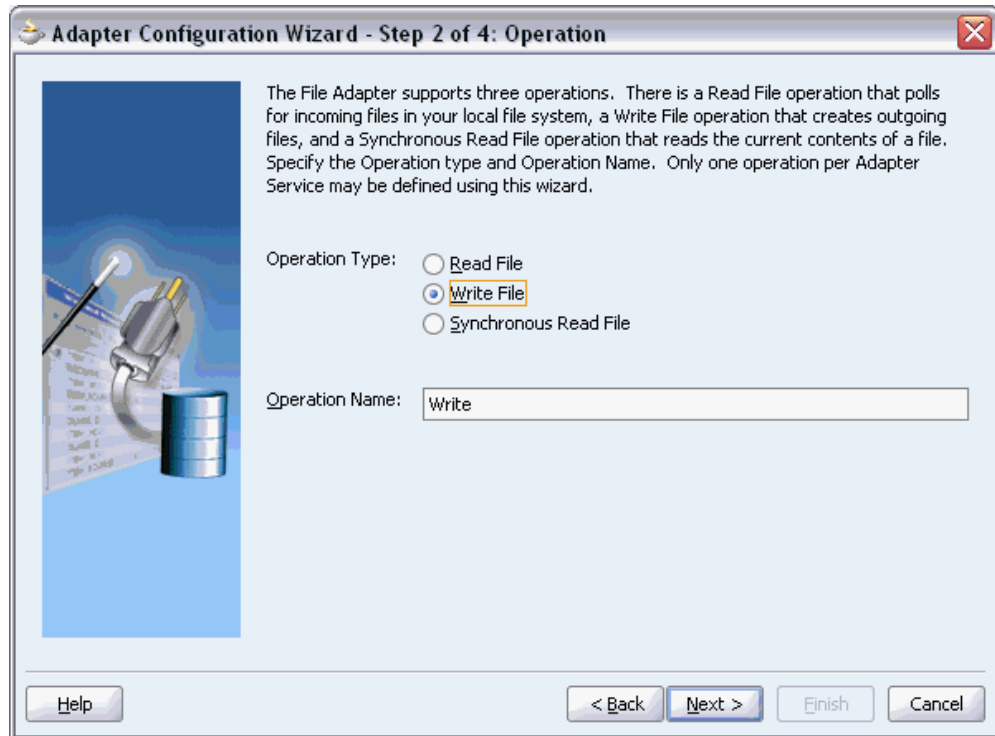 Adapter Configuration Wizard - Step 2 of 4: Operation
The File Adapter supports three operations. There is a Read File operation that polls
for incoming files in your local file system, a Write File operation that creates outgoing
files, and a Synchronous Read File operation that reads the current contents of a file.
Specify the Operation type and Operation Name. Only one operation per Adapter
Service may be defined using this wizard.
Operation Type:
Read File
Write File
Synchronous Read File
Operation Name:
Write
Help
< Back
Next >
Finish
Cancel